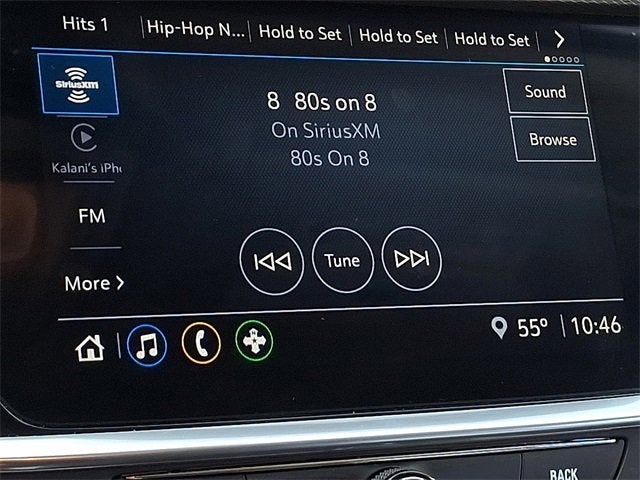 Hits 1
Hip-Hop N...
Hold to Set
Hold to Set
Hold to Set
SiriusXM
8 80s on 8
On SiriusXM
80s On 8
Sound
Browse
Kalani's iPh
FM
More
Tune
55°
10:46
BACK